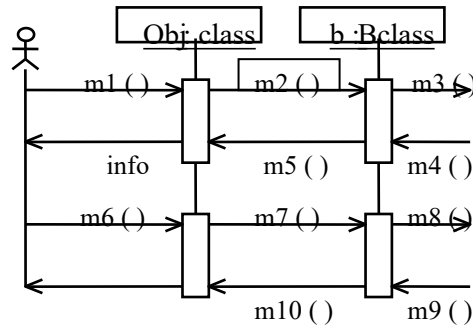 Obj :class b :Bclass
m1 ( ) m2 ( ) m3 ( )
info m5 ( ) m4 ( )
m6 ( ) m7 ( ) m8 ( )
m10 ( ) m9 ( )